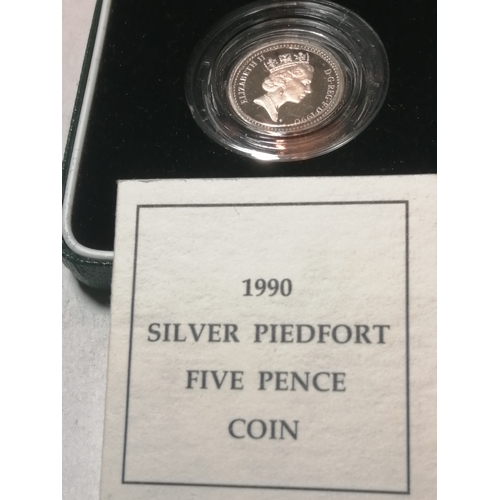 ELIZABETH II D·G·REG·F·D·1990
1990
SILVER PIEDFORT
FIVE PENCE
COIN